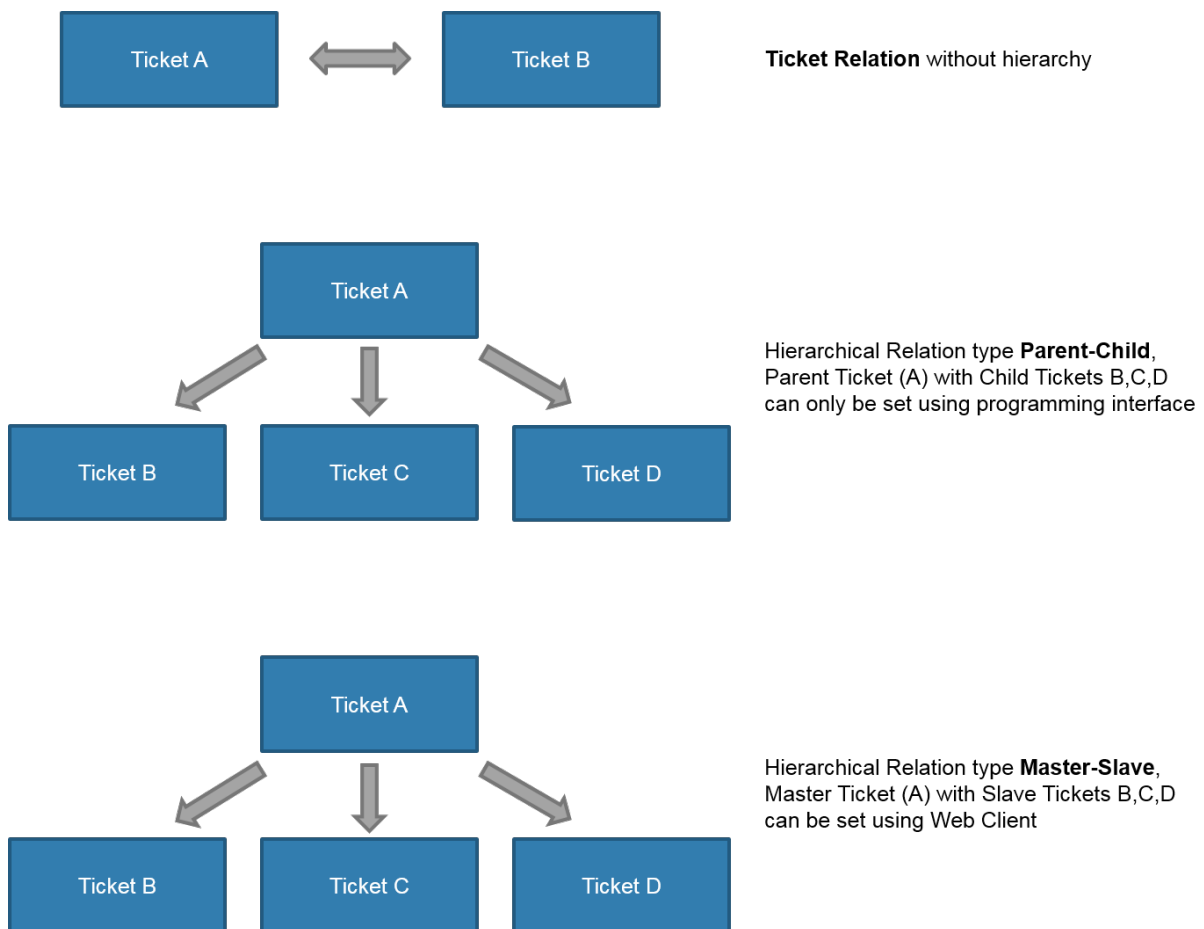 Ticket A
Ticket B
Ticket Relation without hierarchy
Ticket A
Ticket B
Ticket C
Ticket D
Hierarchical Relation type Parent-Child,
Parent Ticket (A) with Child Tickets B,C,D
can only be set using programming interface
Ticket A
Ticket B
Ticket C
Ticket D
Hierarchical Relation type Master-Slave,
Master Ticket (A) with Slave Tickets B,C,D
can be set using Web Client